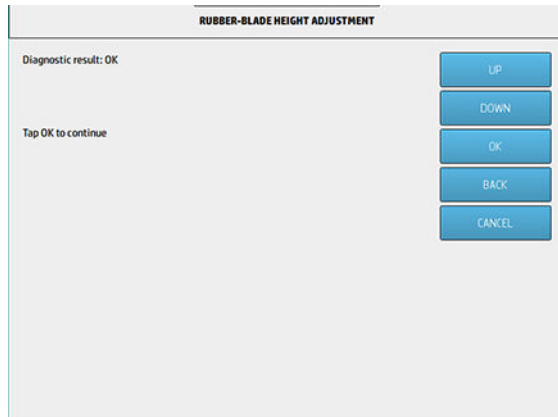 RUBBER-BLADE HEIGHT ADJUSTMENT
Diagnostic result: OK
Tap OK to continue
UP
DOWN
OK
BACK
CANCEL